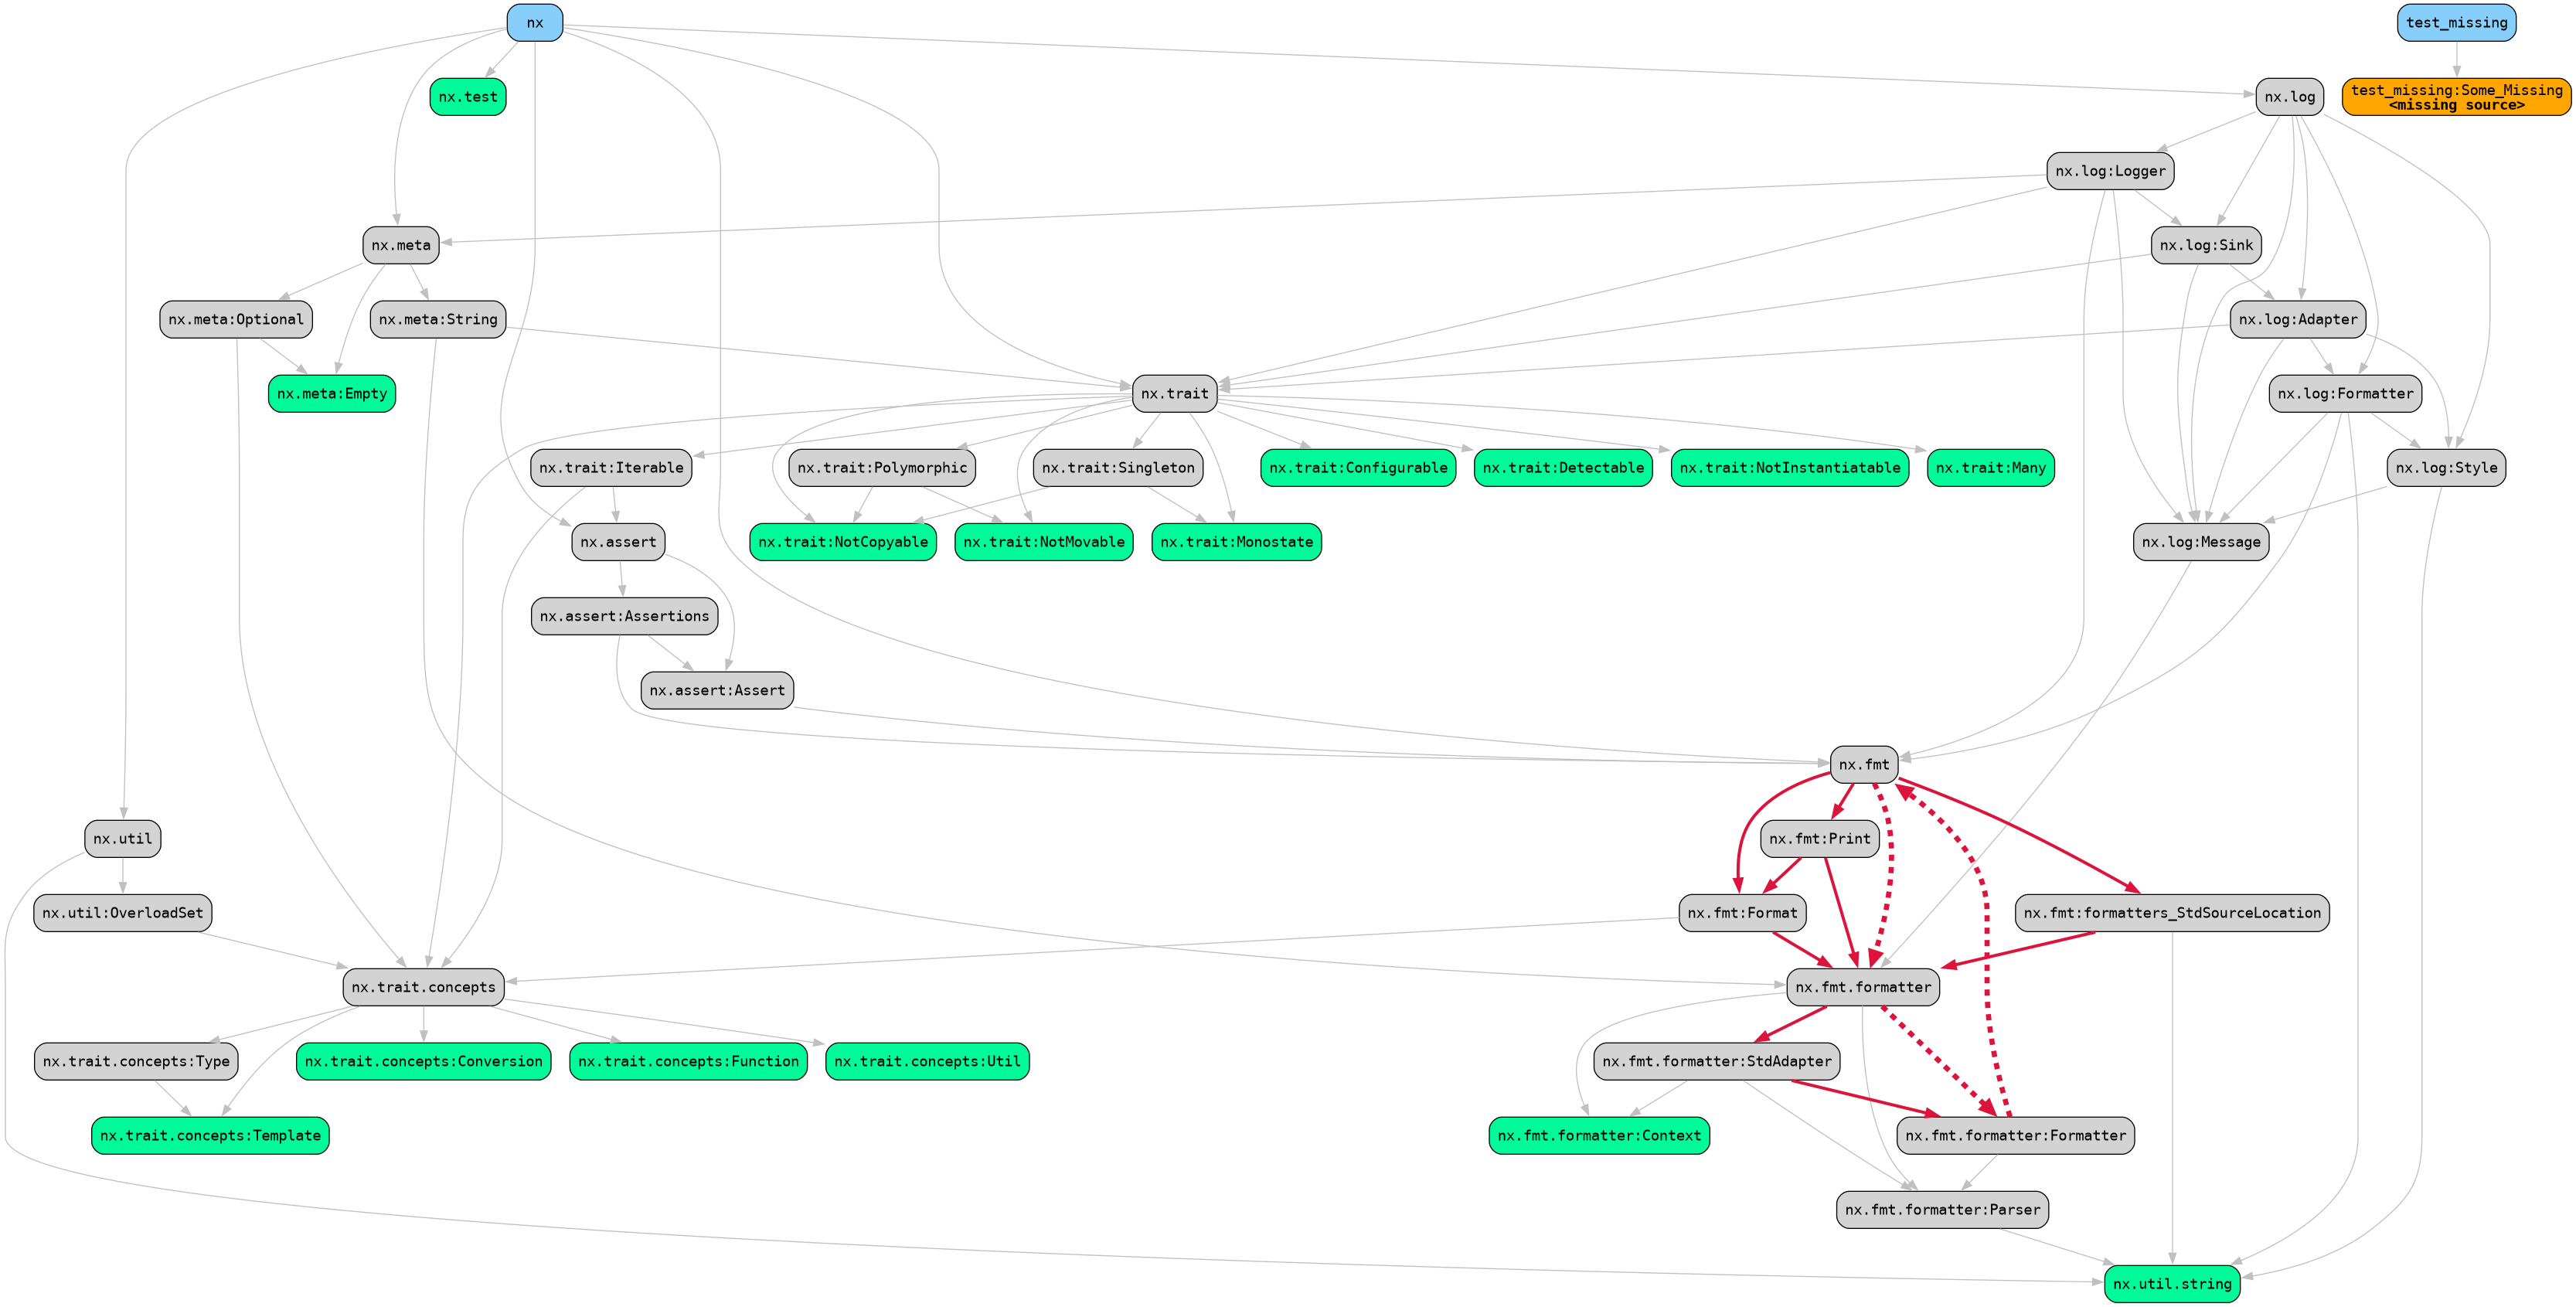 nx
test_missing
nx.test
nx.log
test_missing:Some_Missing
<missing source>
nx.log:Logger
nx.meta
nx.log:Sink
nx.meta:Optional
nx.meta:String
nx.log:Adapter
nx.meta:Empty
nx.trait
nx.log:Formatter
nx.trait:Iterable
nx.trait:Polymorphic
nx.trait:Singleton
nx.trait:Configurable
nx.trait:Detectable
nx.trait:NotInstantiatable
nx.trait:Many
nx.log:Style
nx.assert
nx.trait:NotCopyable
nx.trait:NotMovable
nx.trait:Monostate
nx.log:Message
nx.assert:Assertions
nx.assert:Assert
nx.fmt
nx.util
nx.fmt:Print
nx.util:OverloadSet
nx.fmt:Format
nx.fmt:formatters_StdSourceLocation
nx.trait.concepts
nx.fmt.formatter
nx.trait.concepts:Type
nx.trait.concepts:Conversion
nx.trait.concepts:Function
nx.trait.concepts:Util
nx.fmt.formatter:StdAdapter
nx.trait.concepts:Template
nx.fmt.formatter:Context
nx.fmt.formatter:Formatter
nx.fmt.formatter:Parser
nx.util.string